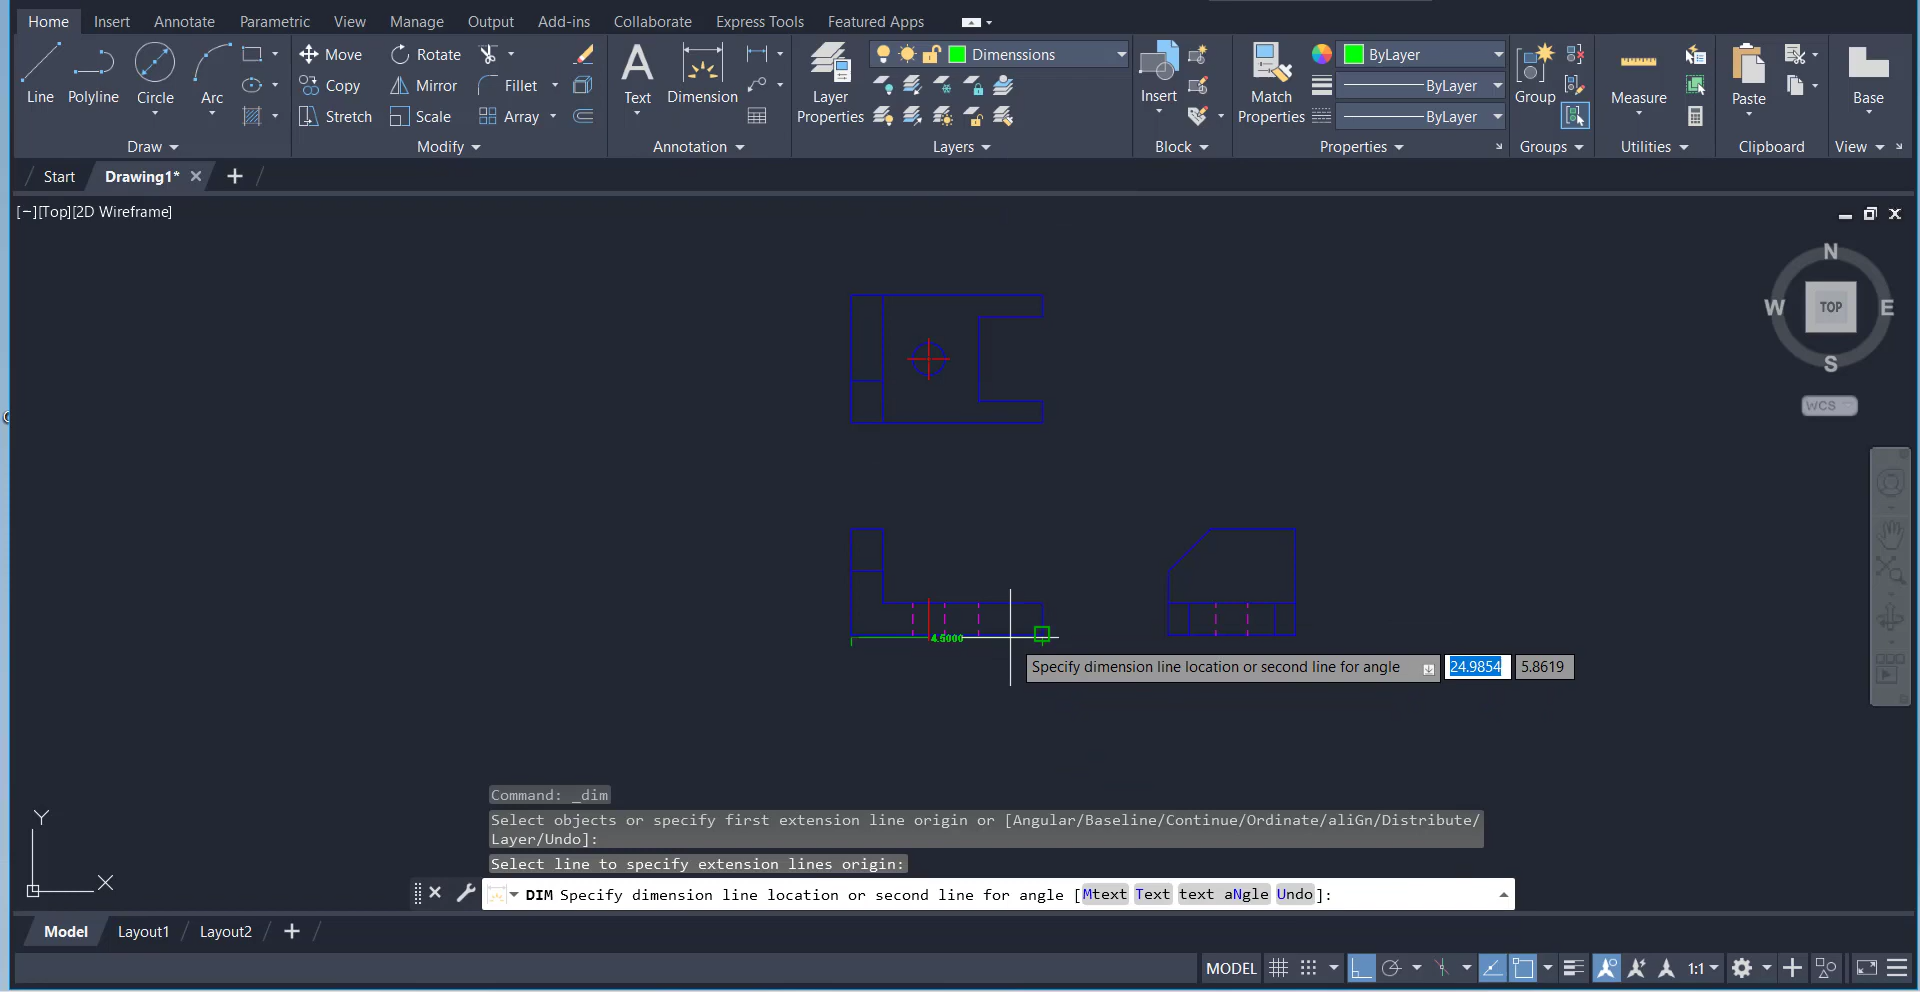 Home Insert Annotate Parametric View Manage Output Add-ins Collaborate Express Tools Featured Apps
Line Polyline Circle Arc
Move Rotate
Copy Mirror Fillet
Stretch Scale Array
Text Dimension
Layer Properties
Dimenssions
Insert
Match Properties
ByLayer
ByLayer
ByLayer
Group
Measure
Paste
Base
Draw Modify Annotation Layers Block Properties Groups Utilities Clipboard View
Start Drawing1*
[−][Top][2D Wireframe]
N
W TOP E
S
WCS
4.5000
Specify dimension line location or second line for angle 24.9854 5.8619
Command: _dim
Select objects or specify first extension line origin or [Angular/Baseline/Continue/Ordinate/aliGn/Distribute/
Layer/Undo]:
Select line to specify extension lines origin:
DIM Specify dimension line location or second line for angle [Mtext Text text aNgle Undo]:
Y
X
Model Layout1 Layout2
MODEL 1:1